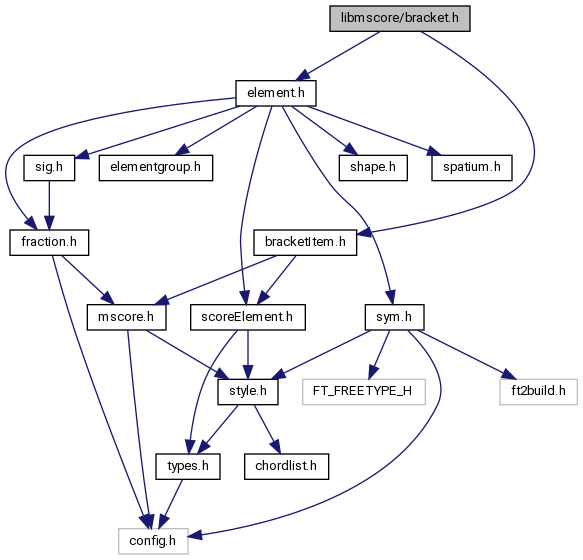 libmscore/bracket.h
element.h
sig.h
elementgroup.h
shape.h
spatium.h
fraction.h
bracketItem.h
mscore.h
scoreElement.h
sym.h
style.h
FT_FREETYPE_H
ft2build.h
types.h
chordlist.h
config.h